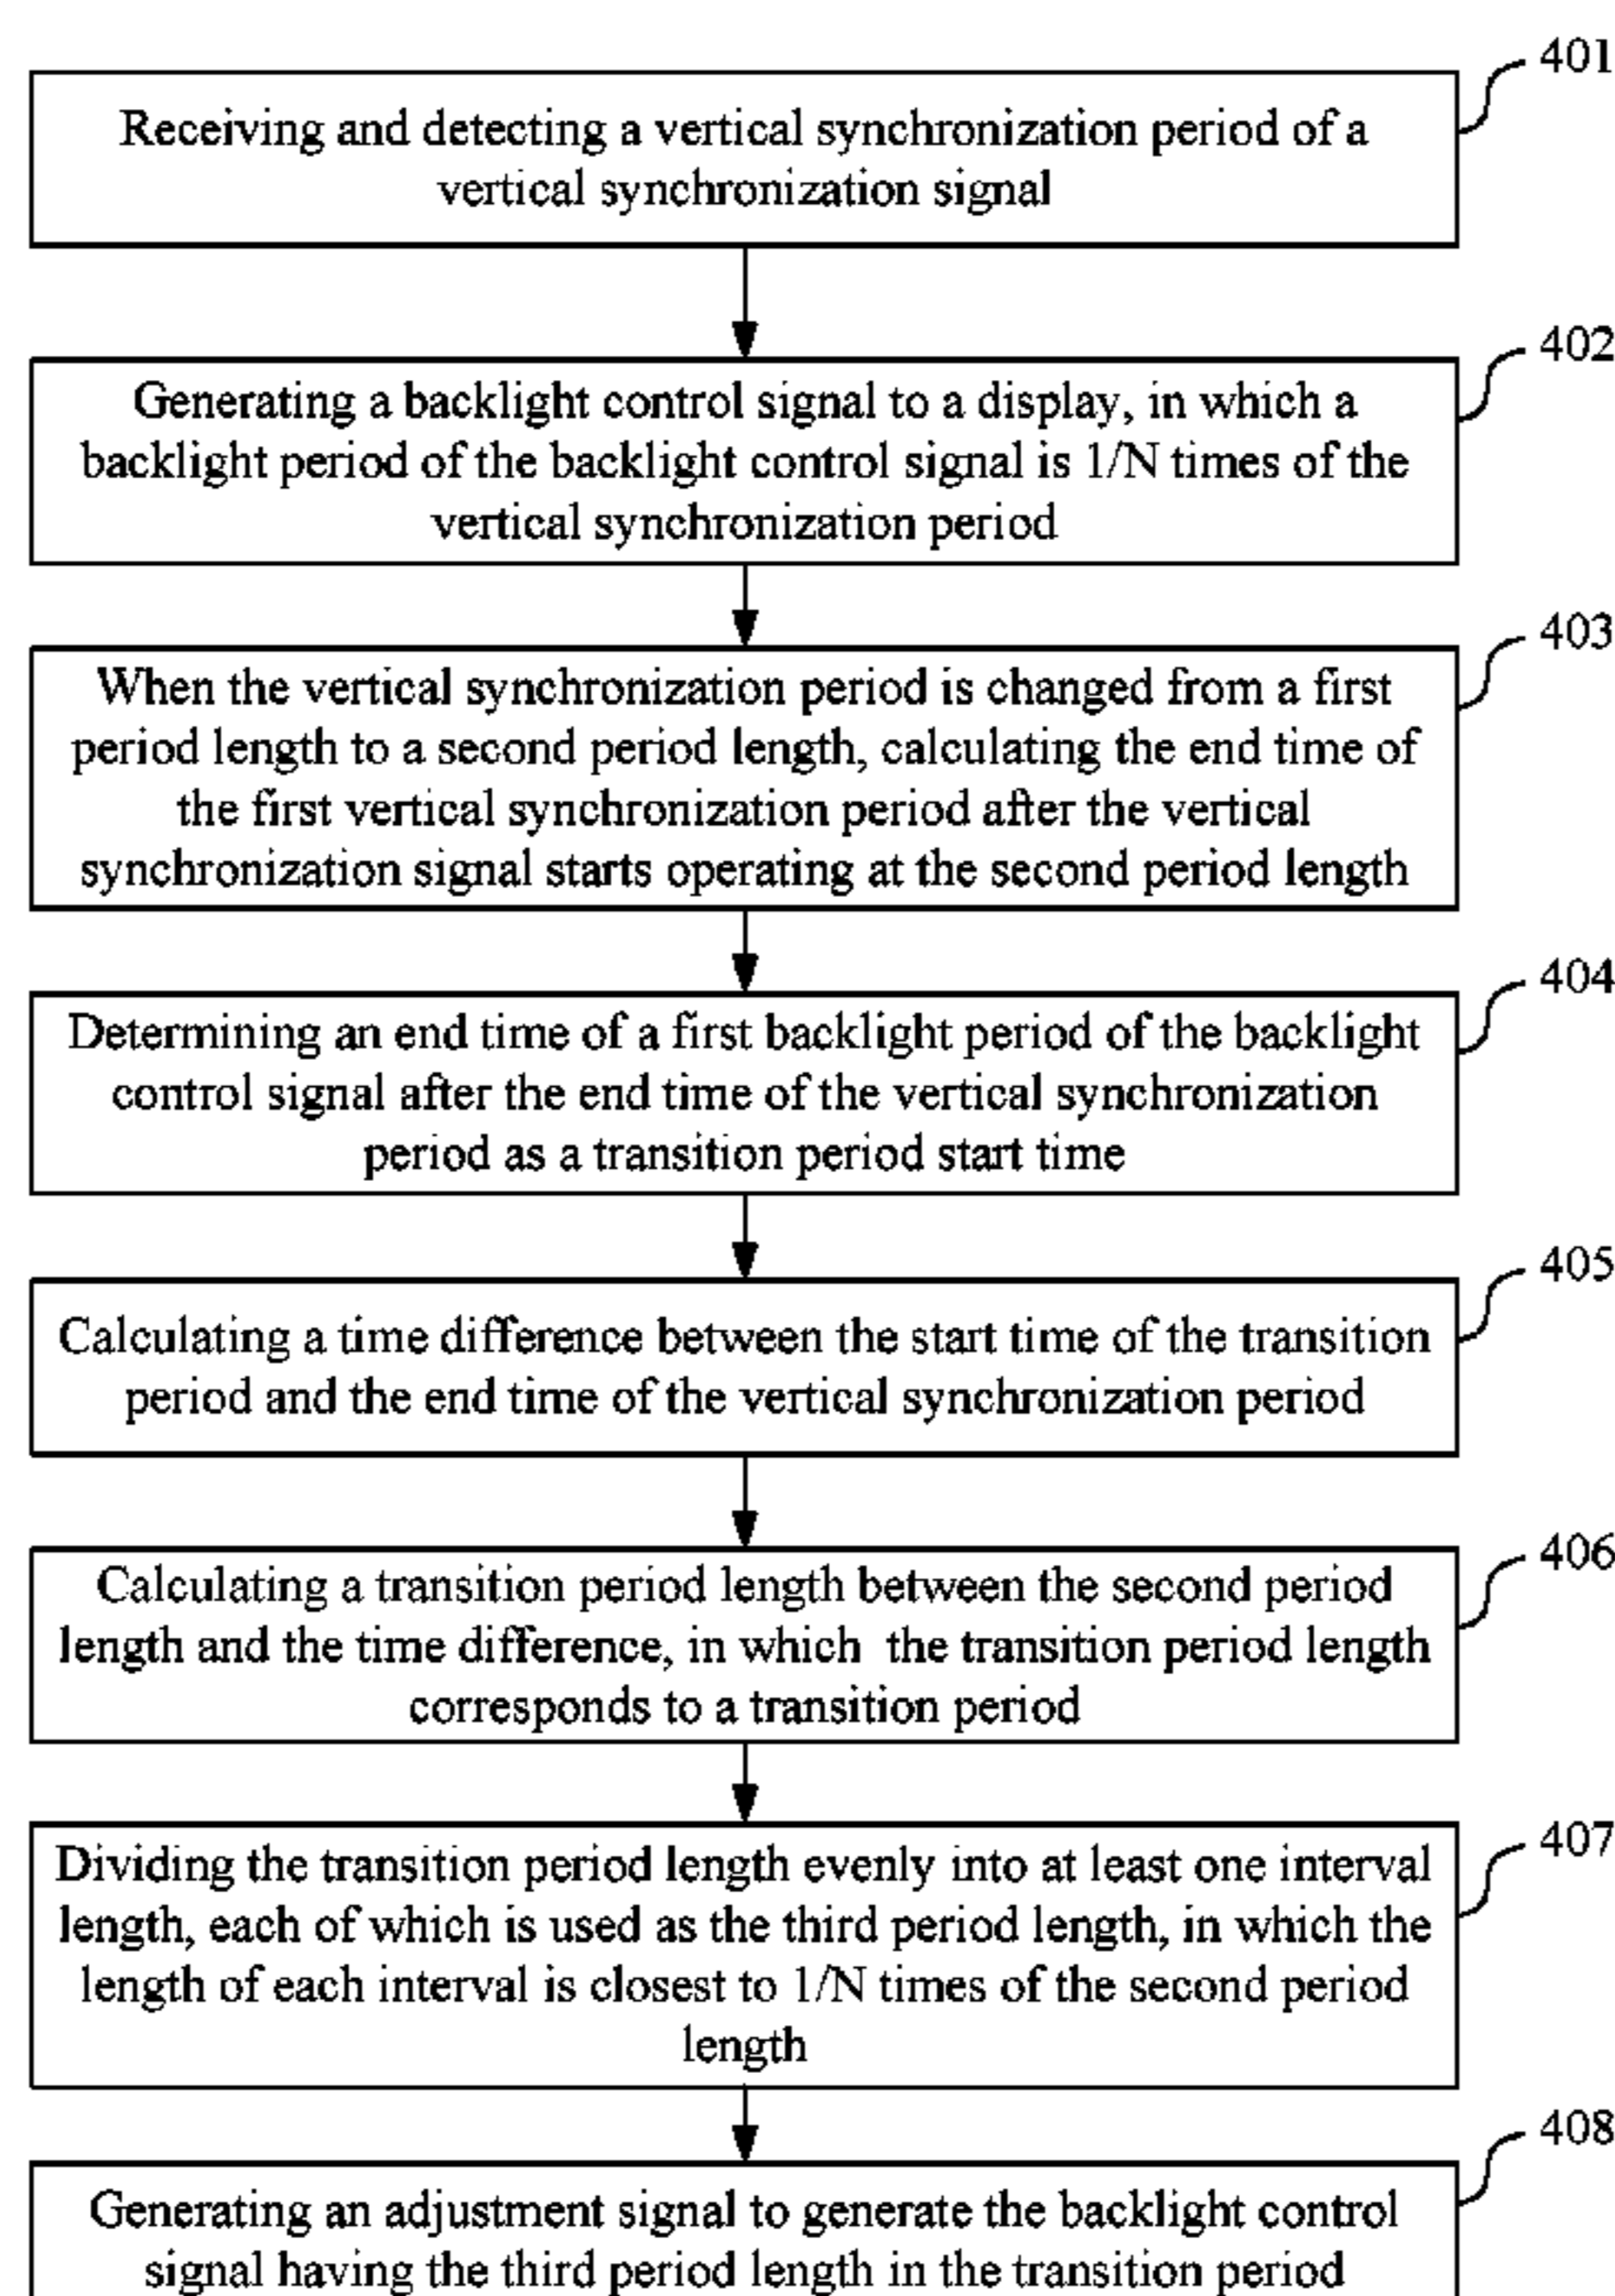 401
Receiving and detecting a vertical synchronization period of a
vertical synchronization signal
402
Generating a backlight control signal to a display, in which a
backlight period of the backlight control signal is 1/N times of the
vertical synchronization period
403
When the vertical synchronization period is changed from a first
period length to a second period length, calculating the end time of
the first vertical synchronization period after the vertical
synchronization signal starts operating at the second period length
404
Determining an end time of a first backlight period of the backlight
control signal after the end time of the vertical synchronization
period as a transition period start time
405
Calculating a time difference between the start time of the transition
period and the end time of the vertical synchronization period
406
Calculating a transition period length between the second period
length and the time difference, in which the transition period length
corresponds to a transition period
407
Dividing the transition period length evenly into at least one interval
length, each of which is used as the third period length, in which the
length of each interval is closest to 1/N times of the second period
length
408
Generating an adjustment signal to generate the backlight control
signal having the third period length in the transition period